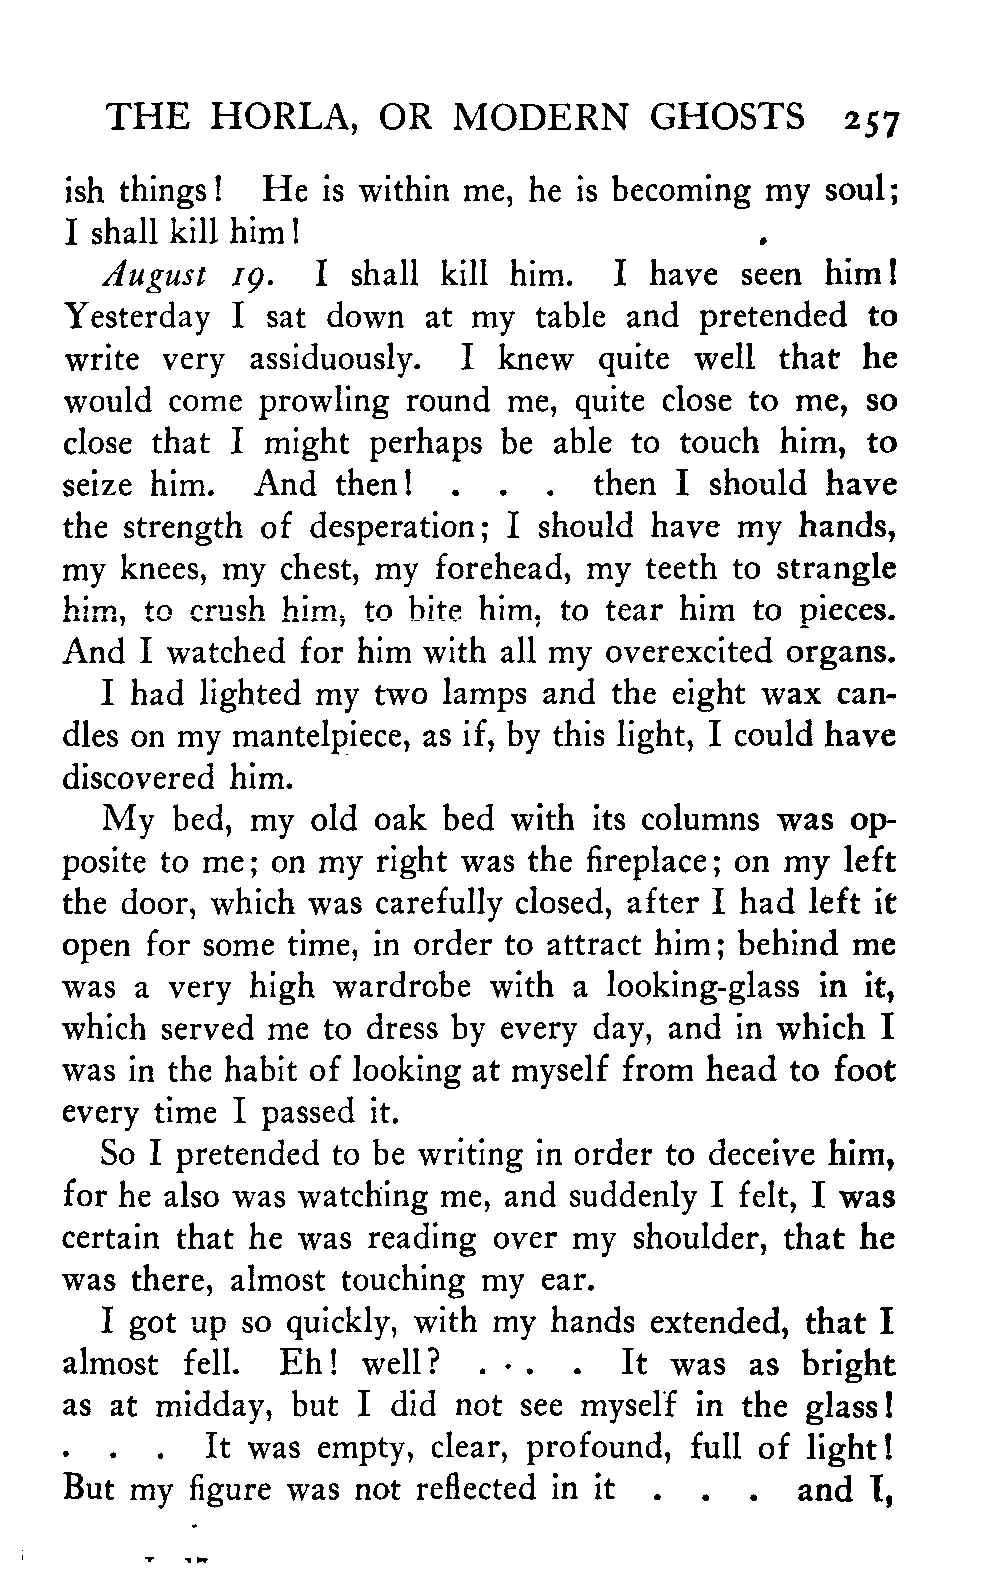 THE HORLA, OR MODERN GHOSTS 257
ish things! He is within me, he is becoming my soul;
I shall kill him!
August 19. I shall kill him. I have seen him!
Yesterday I sat down at my table and pretended to
write very assiduously. I knew quite well that he
would come prowling round me, quite close to me, so
close that I might perhaps be able to touch him, to
seize him. And then! . . . then I should have
the strength of desperation; I should have my hands,
my knees, my chest, my forehead, my teeth to strangle
him, to crush him, to bite him, to tear him to pieces.
And I watched for him with all my overexcited organs.
I had lighted my two lamps and the eight wax can-
dles on my mantelpiece, as if, by this light, I could have
discovered him.
My bed, my old oak bed with its columns was op-
posite to me; on my right was the fireplace; on my left
the door, which was carefully closed, after I had left it
open for some time, in order to attract him; behind me
was a very high wardrobe with a looking-glass in it,
which served me to dress by every day, and in which I
was in the habit of looking at myself from head to foot
every time I passed it.
So I pretended to be writing in order to deceive him,
for he also was watching me, and suddenly I felt, I was
certain that he was reading over my shoulder, that he
was there, almost touching my ear.
I got up so quickly, with my hands extended, that I
almost fell. Eh! well? . . . . It was as bright
as at midday, but I did not see myself in the glass!
. . . It was empty, clear, profound, full of light!
But my figure was not reflected in it . . . and I,